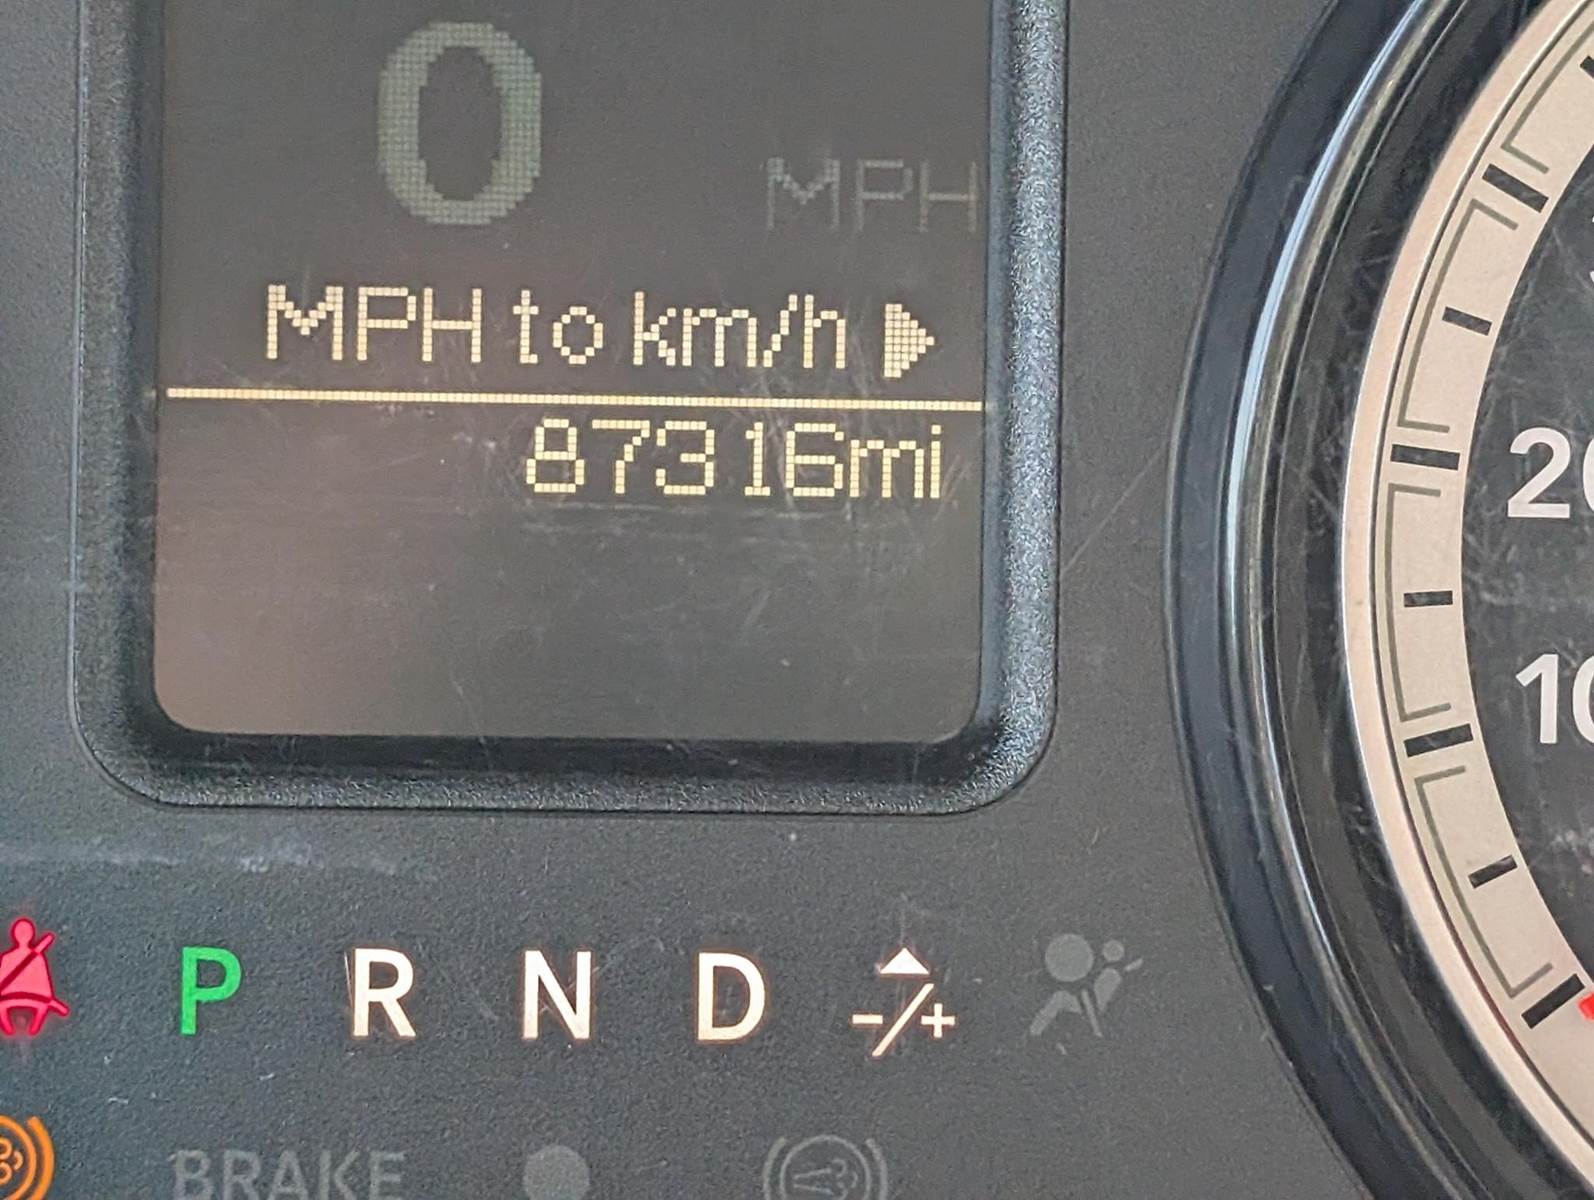 0 MPH
MPH to km/h
87316mi
P R N D -/+
BRAKE